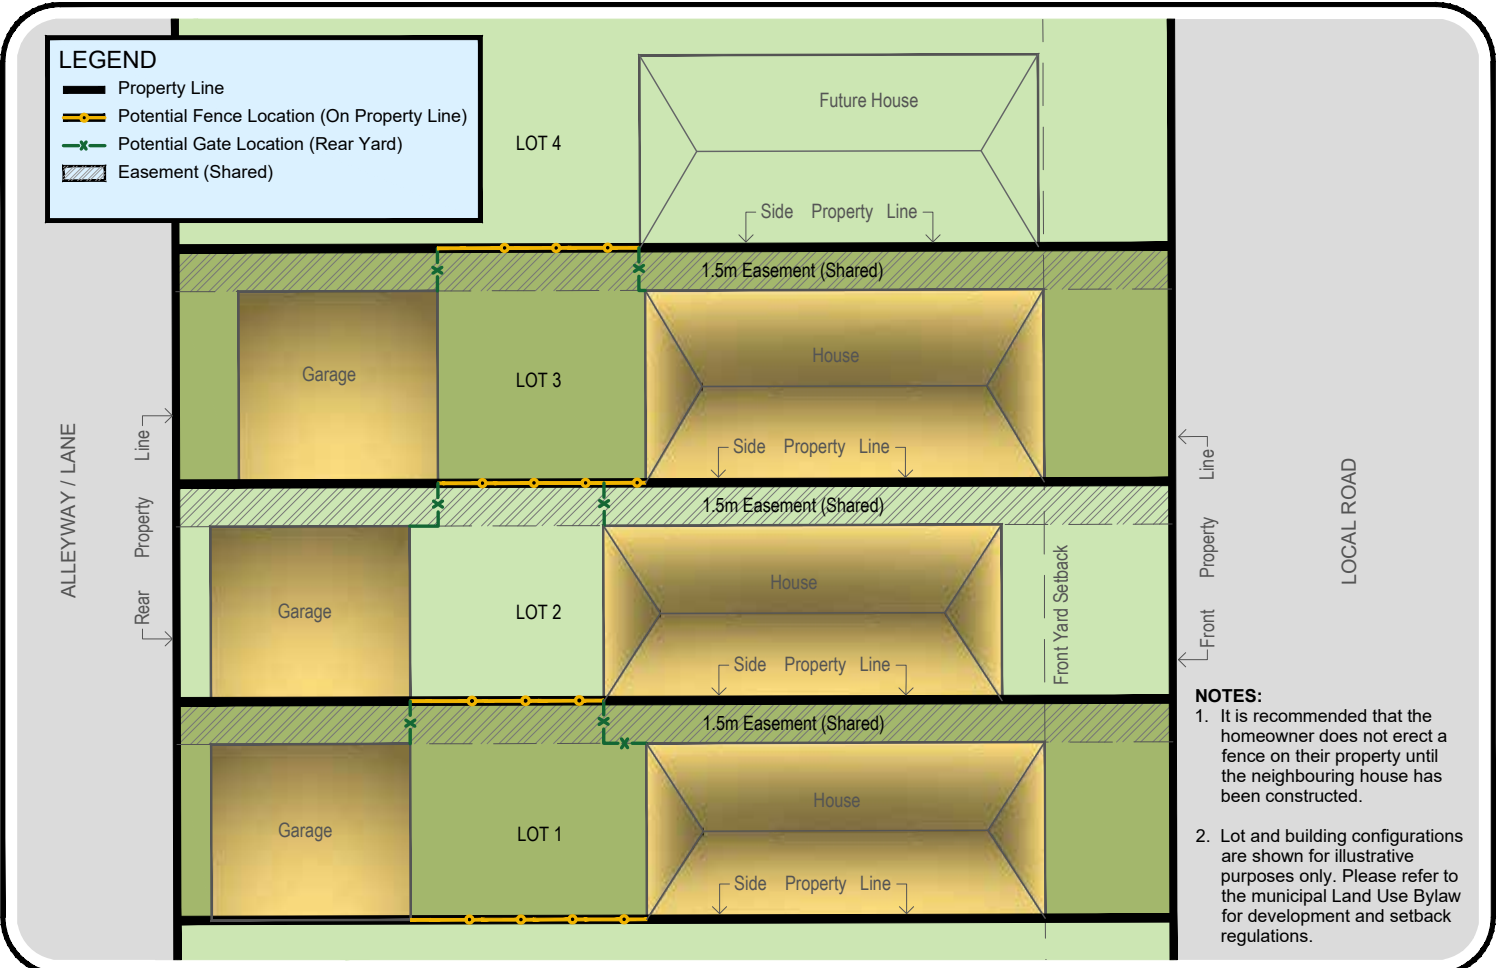 LEGEND
Property Line
Potential Fence Location (On Property Line)
Potential Gate Location (Rear Yard)
Easement (Shared)
LOT 4
Future House
Side Property Line
1.5m Easement (Shared)
Garage
LOT 3
House
Side Property Line
1.5m Easement (Shared)
Garage
LOT 2
House
Side Property Line
Front Yard Setback
1.5m Easement (Shared)
Garage
LOT 1
House
Side Property Line
ALLEYWAY / LANE
Rear Property Line
Front Property Line
LOCAL ROAD
NOTES:
1. It is recommended that the
homeowner does not erect a
fence on their property until
the neighbouring house has
been constructed.
2. Lot and building configurations
are shown for illustrative
purposes only. Please refer to
the municipal Land Use Bylaw
for development and setback
regulations.